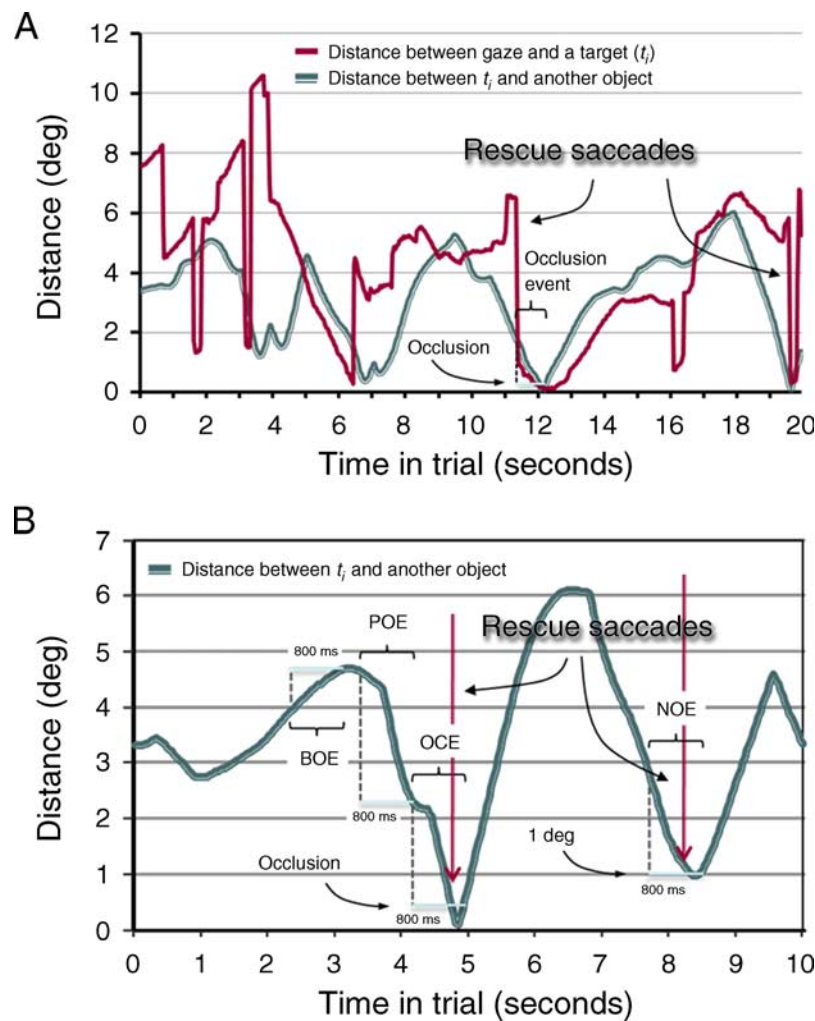 A
Distance (deg)
12
10
8
6
4
2
0
Distance between gaze and a target (ti)
Distance between ti and another object
Rescue saccades
Occlusion
event
Occlusion
0 2 4 6 8 10 12 14 16 18 20
Time in trial (seconds)
B
Distance (deg)
7
6
5
4
3
2
1
0
Distance between ti and another object
POE
Rescue saccades
800 ms
NOE
BOE
OCE
800 ms
1 deg
Occlusion
800 ms
800 ms
0 1 2 3 4 5 6 7 8 9 10
Time in trial (seconds)